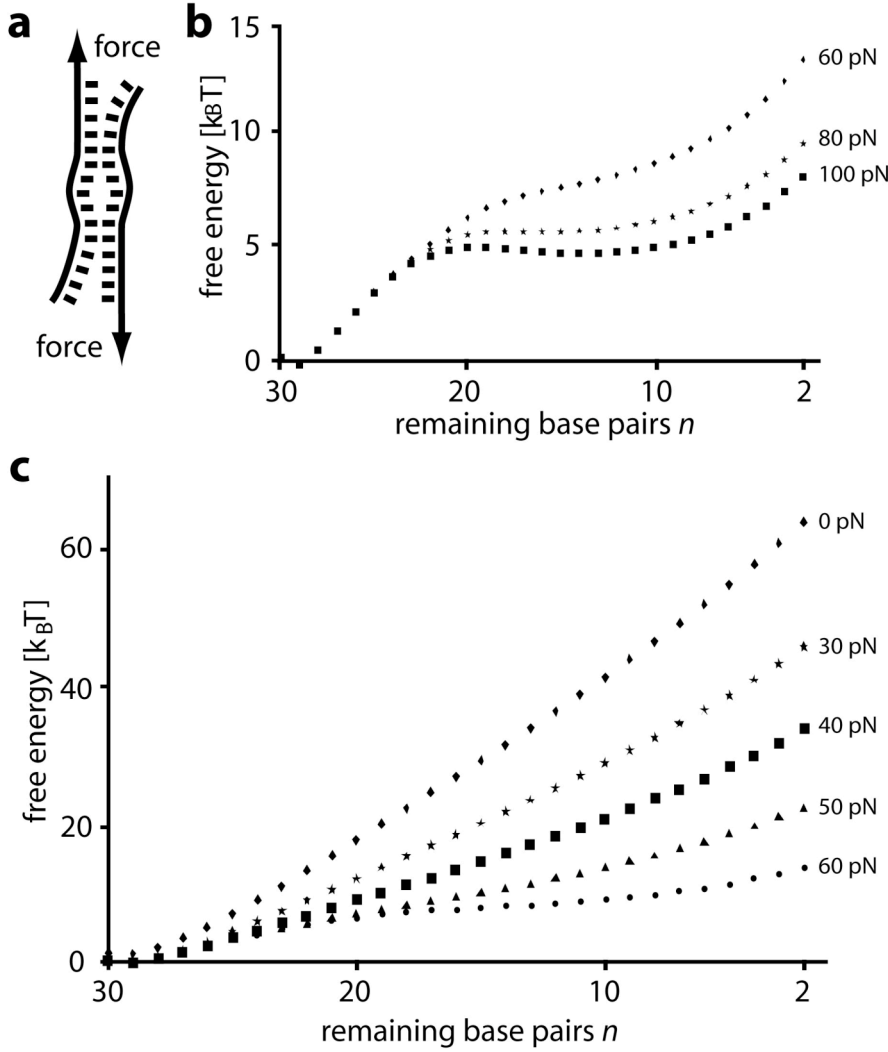 a
force
force
b
15
10
5
0
free energy [kBT]
60 pN
80 pN
100 pN
30
20
10
2
remaining base pairs n
c
60
40
20
0
free energy [kBT]
0 pN
30 pN
40 pN
50 pN
60 pN
30
20
10
2
remaining base pairs n